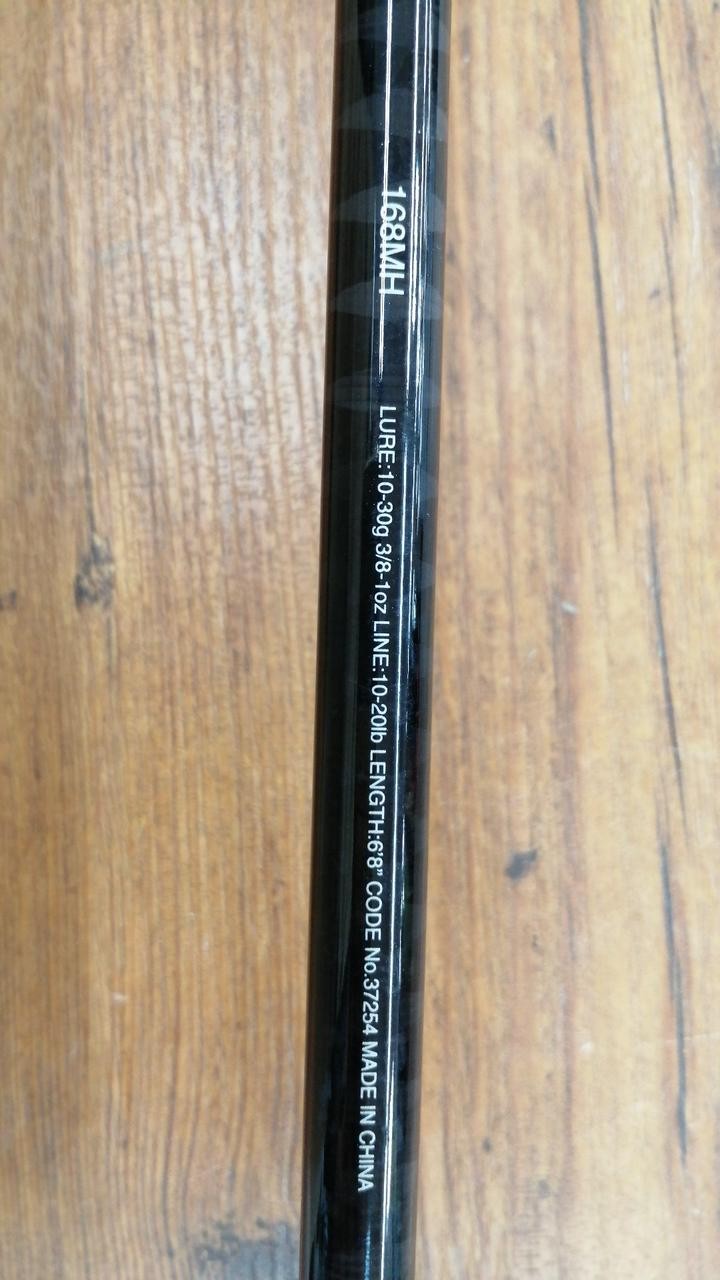 168MH
LURE:10-30g 3/8-1oz LINE:10-20lb LENGTH:6'8” CODE No.37254 MADE IN CHINA